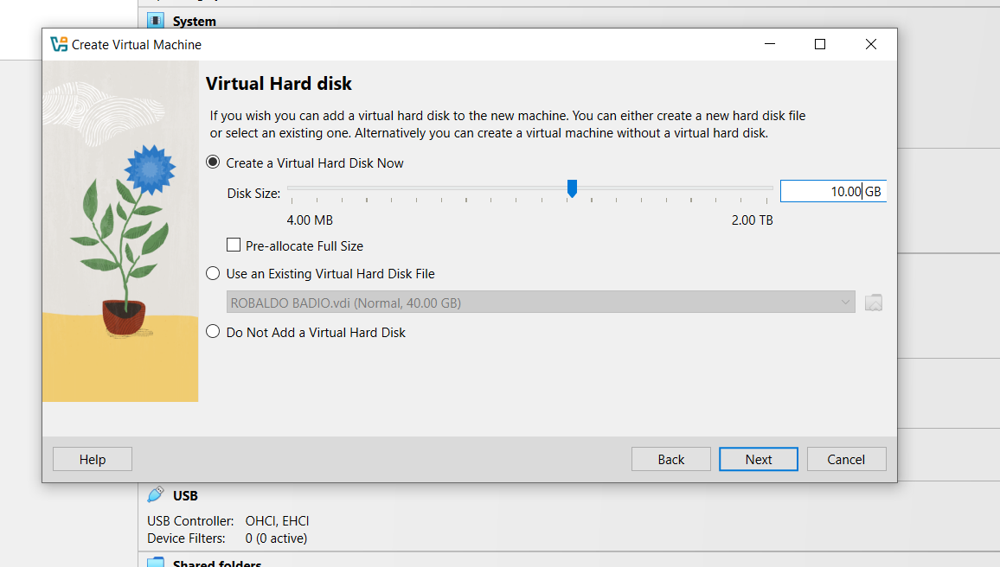 System
Create Virtual Machine
Virtual Hard disk
If you wish you can add a virtual hard disk to the new machine. You can either create a new hard disk file
or select an existing one. Alternatively you can create a virtual machine without a virtual hard disk.
Create a Virtual Hard Disk Now
Disk Size:
10.00 GB
4.00 MB
2.00 TB
Pre-allocate Full Size
Use an Existing Virtual Hard Disk File
ROBALDO BADIO.vdi (Normal, 40.00 GB)
Do Not Add a Virtual Hard Disk
Help
Back
Next
Cancel
USB
USB Controller: OHCI, EHCI
Device Filters: 0 (0 active)
Shared folders